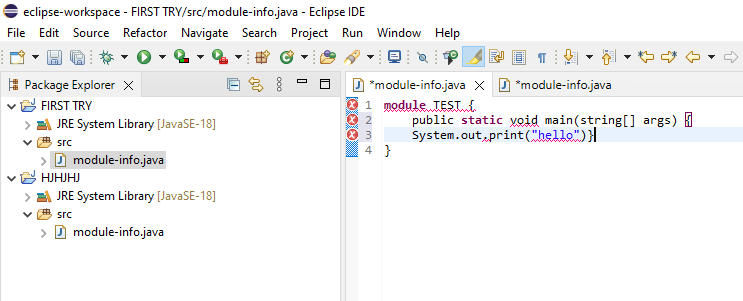 eclipse-workspace - FIRST TRY/src/module-info.java - Eclipse IDE
File Edit Source Refactor Navigate Search Project Run Window Help
Package Explorer
FIRST TRY
JRE System Library [JavaSE-18]
src
module-info.java
HJHJHJ
JRE System Library [JavaSE-18]
src
module-info.java
*module-info.java *module-info.java
1 module TEST {
2 public static void main(string[] args) {
3 System.out.print("hello")}
4 }